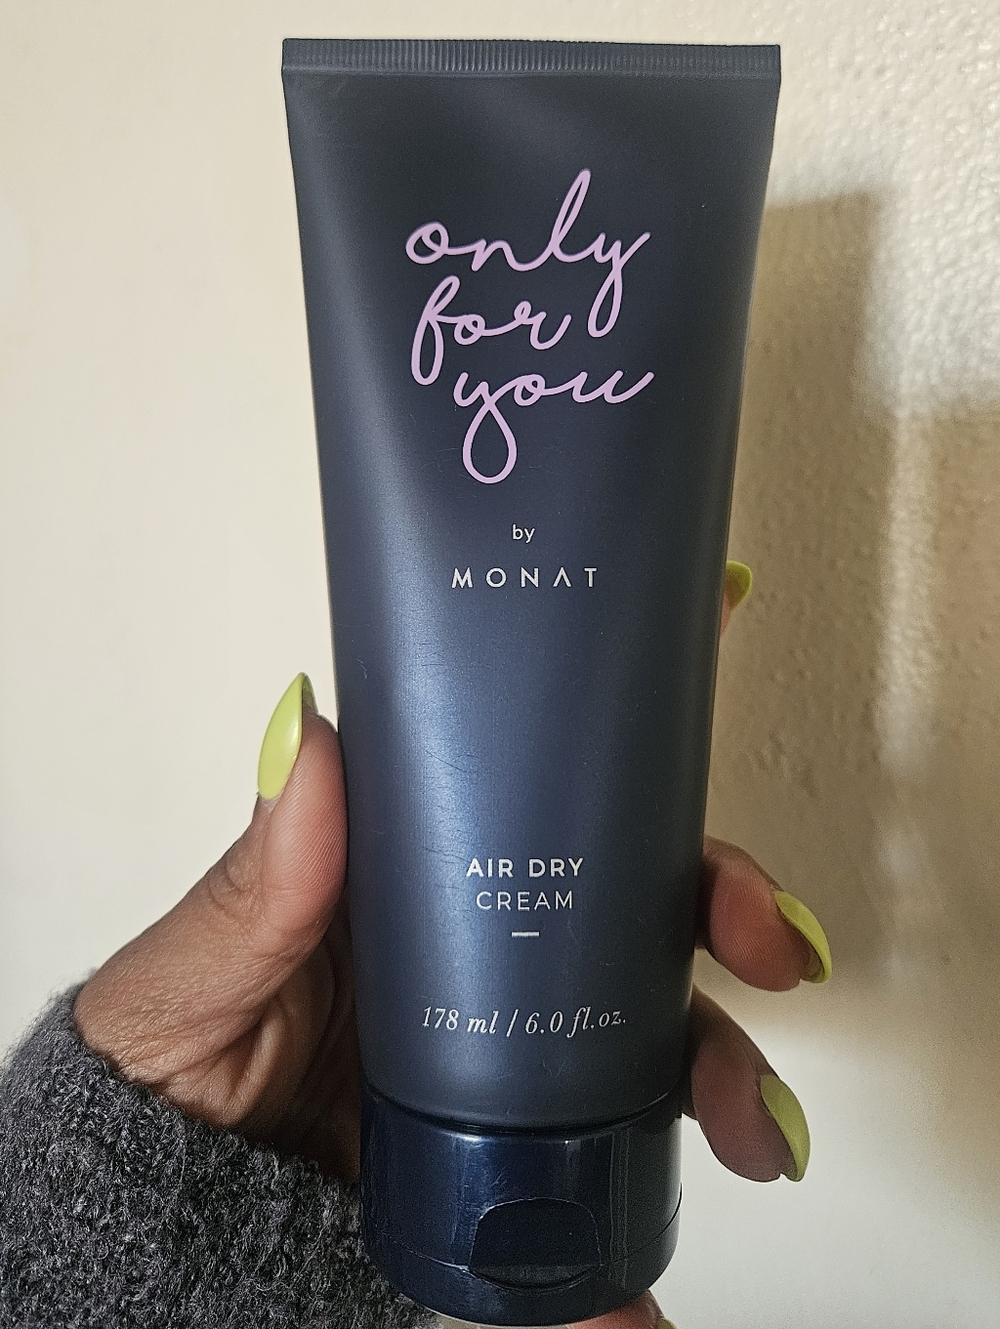 only
for
you
by
MONAT
AIR DRY
CREAM
178 ml / 6.0 fl.oz.